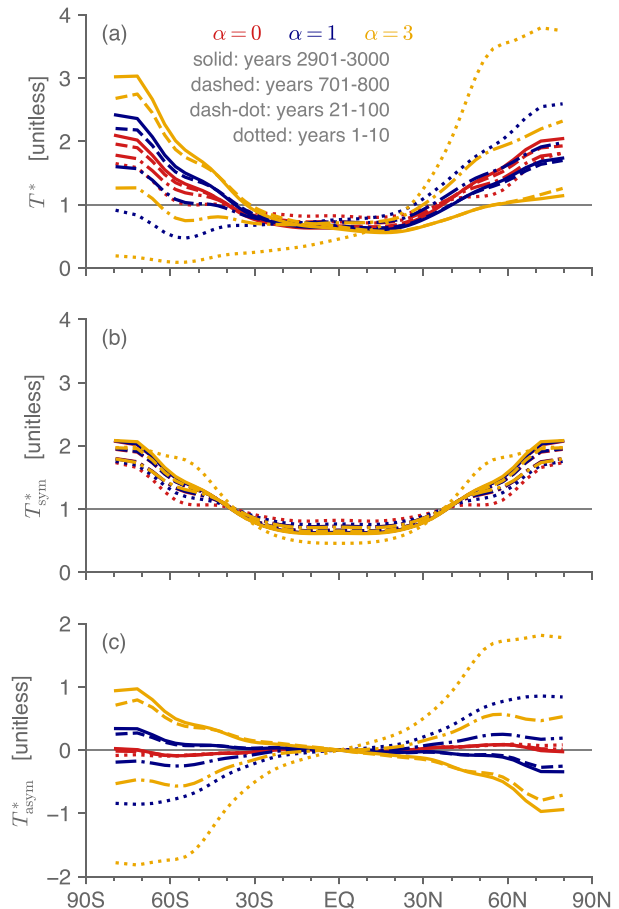 (a)
α = 0 α = 1 α = 3
solid: years 2901-3000
dashed: years 701-800
dash-dot: years 21-100
dotted: years 1-10
T* [unitless]
4
3
2
1
0
(b)
T*sym [unitless]
4
3
2
1
0
(c)
T*asym [unitless]
2
1
0
−1
−2
90S 60S 30S EQ 30N 60N 90N